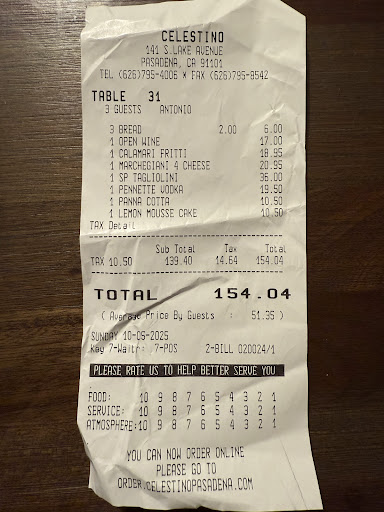 CELESTINO
141 S.LAKE AVENUE
PASADENA, CA 91101
TEL (626)795-4006 * FAX (626)795-8542
TABLE 31
3 GUESTS ANTONIO
3 BREAD 2.00 6.00
1 OPEN WINE 17.00
1 CALAMARI FRITTI 18.95
1 MARCHEGIANI 4 CHEESE 20.95
1 SP TAGLIOLINI 36.00
1 PENNETTE VODKA 19.50
1 PANNA COTTA 10.50
1 LEMON MOUSSE CAKE 10.50
TAX Detail
Sub Total Tax Total
TAX 10.50 139.40 14.64 154.04
TOTAL 154.04
( Average Price By Guests : 51.35 )
SUNDAY 10-05-2025
Key 7-Waitr: 7-POS 2-BILL 020024/1
PLEASE RATE US TO HELP BETTER SERVE YOU
FOOD: 10 9 8 7 6 5 4 3 2 1
SERVICE: 10 9 8 7 6 5 4 3 2 1
ATMOSPHERE: 10 9 8 7 6 5 4 3 2 1
YOU CAN NOW ORDER ONLINE
PLEASE GO TO
ORDER.CELESTINOPASADENA.COM